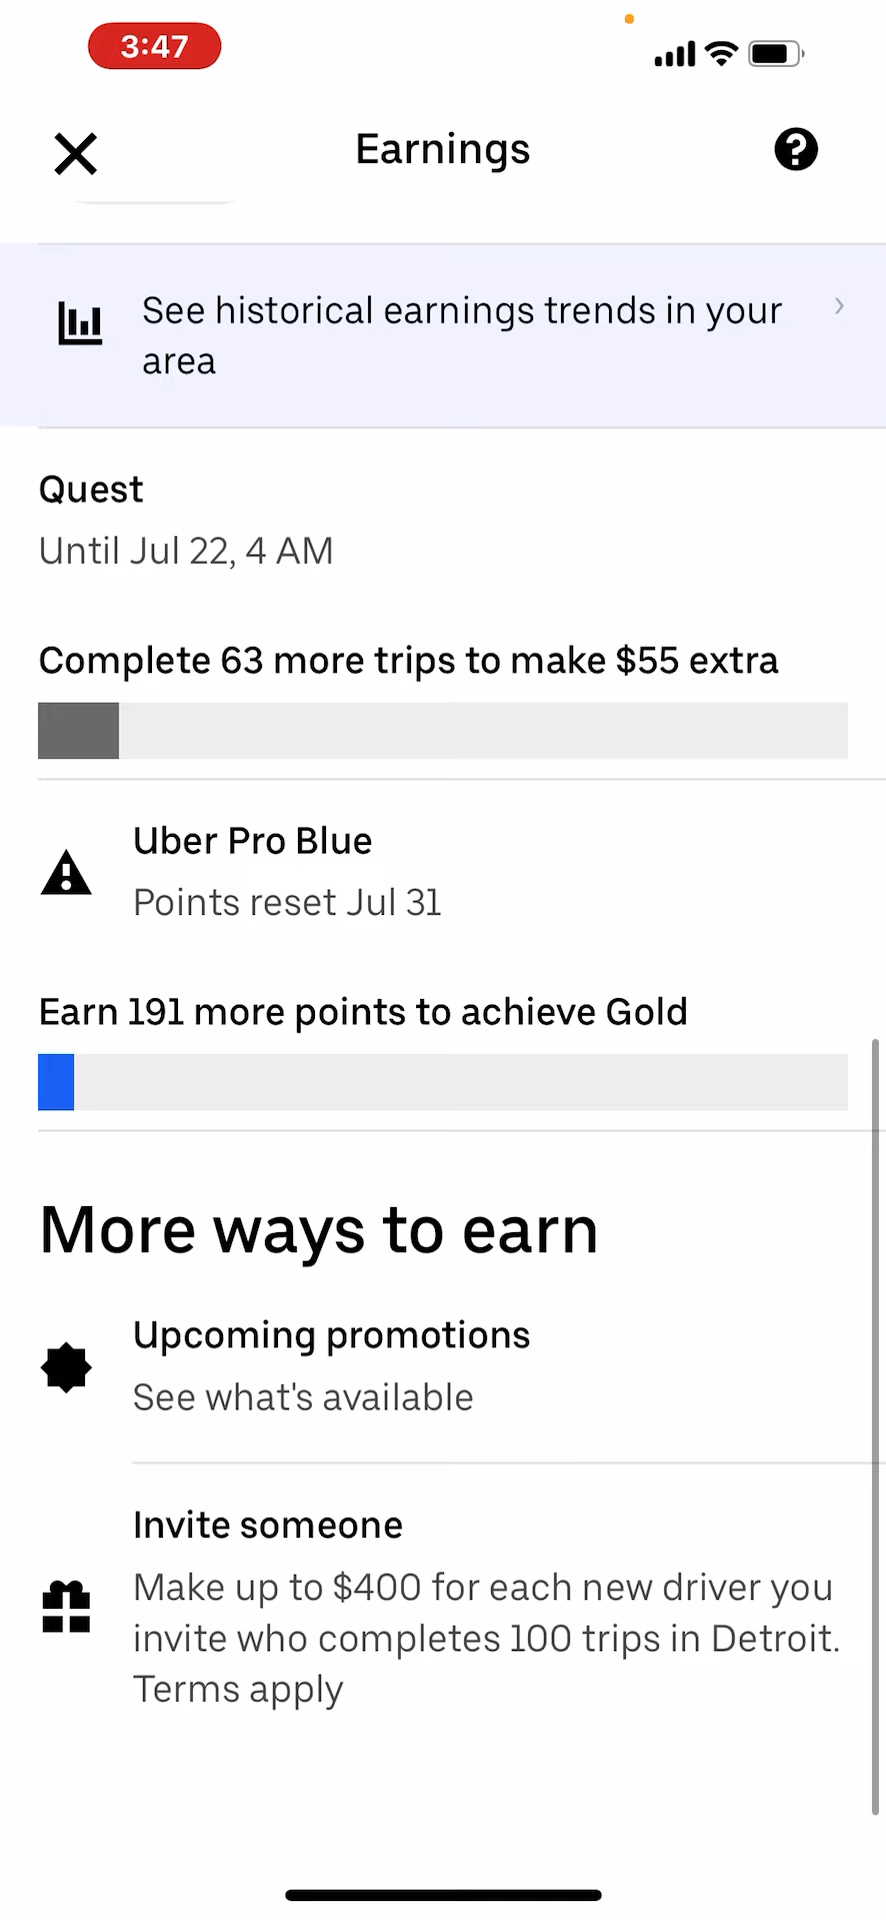 3:47
Earnings
See historical earnings trends in your
area
Quest
Until Jul 22, 4 AM
Complete 63 more trips to make $55 extra
Uber Pro Blue
Points reset Jul 31
Earn 191 more points to achieve Gold
More ways to earn
Upcoming promotions
See what's available
Invite someone
Make up to $400 for each new driver you
invite who completes 100 trips in Detroit.
Terms apply